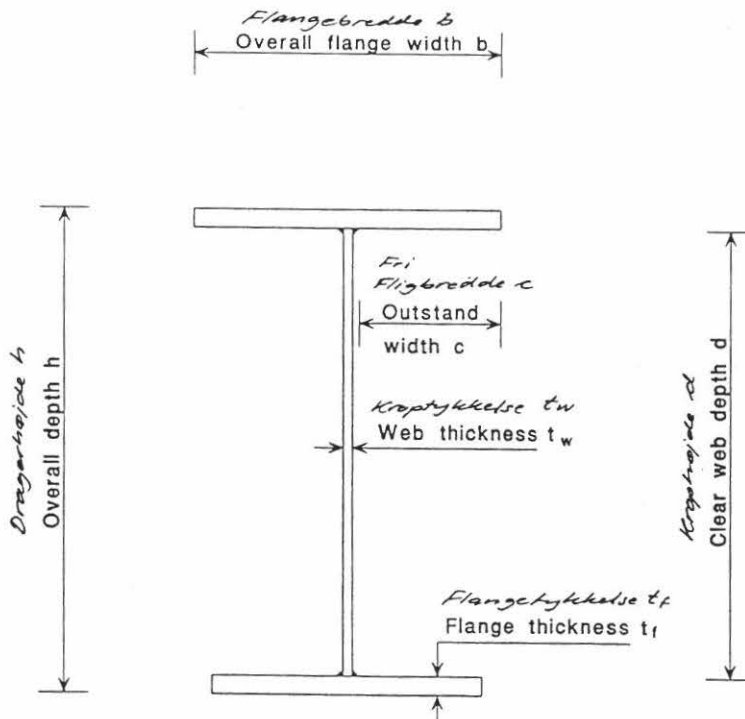 Flangebredde b
Overall flange width b
Fri
Fligbredde c
Outstand
width c
Kroptykkelse tw
Web thickness tw
Dragerhøjde h
Overall depth h
Krophøjde d
Clear web depth d
Flangetykkelse tf
Flange thickness tf